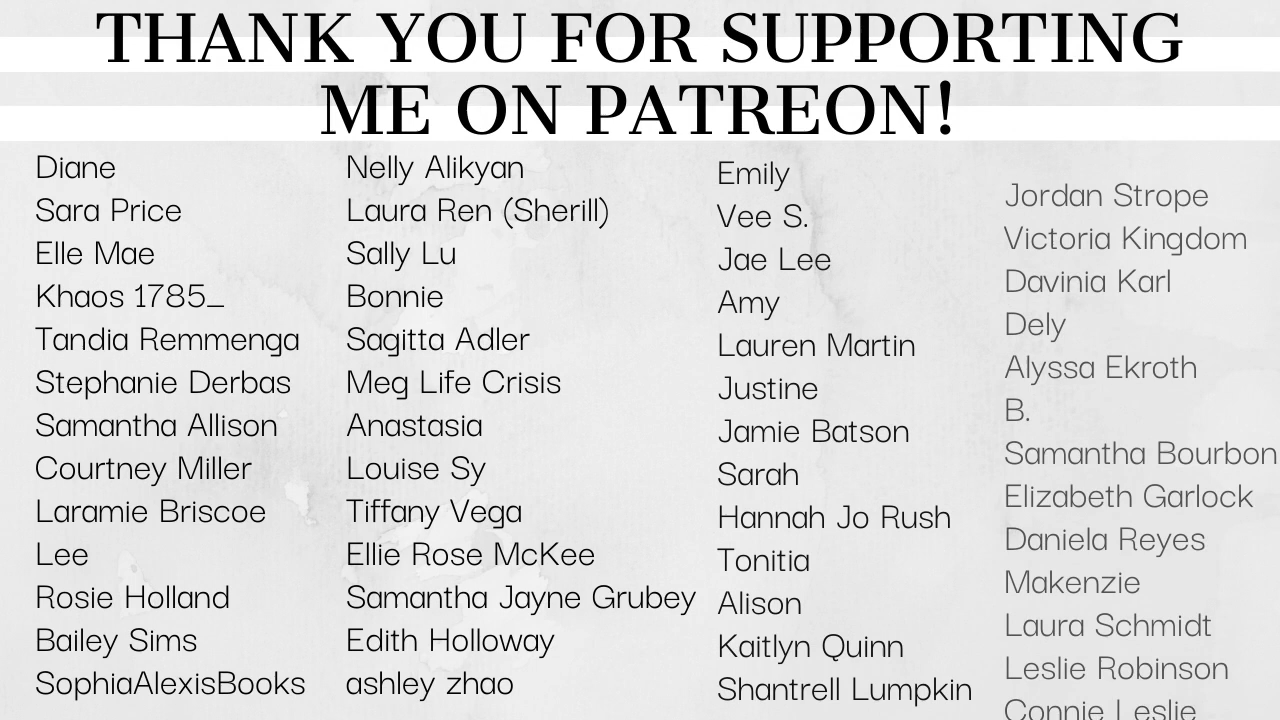 THANK YOU FOR SUPPORTING
ME ON PATREON!
Diane
Sara Price
Elle Mae
Khaos 1785_
Tandia Remmenga
Stephanie Derbas
Samantha Allison
Courtney Miller
Laramie Briscoe
Lee
Rosie Holland
Bailey Sims
SophiaAlexisBooks
Nelly Alikyan
Laura Ren (Sherill)
Sally Lu
Bonnie
Sagitta Adler
Meg Life Crisis
Anastasia
Louise Sy
Tiffany Vega
Ellie Rose McKee
Samantha Jayne Grubey
Edith Holloway
ashley zhao
Emily
Vee S.
Jae Lee
Amy
Lauren Martin
Justine
Jamie Batson
Sarah
Hannah Jo Rush
Tonitia
Alison
Kaitlyn Quinn
Shantrell Lumpkin
Jordan Strope
Victoria Kingdom
Davinia Karl
Dely
Alyssa Ekroth
B.
Samantha Bourbon
Elizabeth Garlock
Daniela Reyes
Makenzie
Laura Schmidt
Leslie Robinson
Connie Leslie